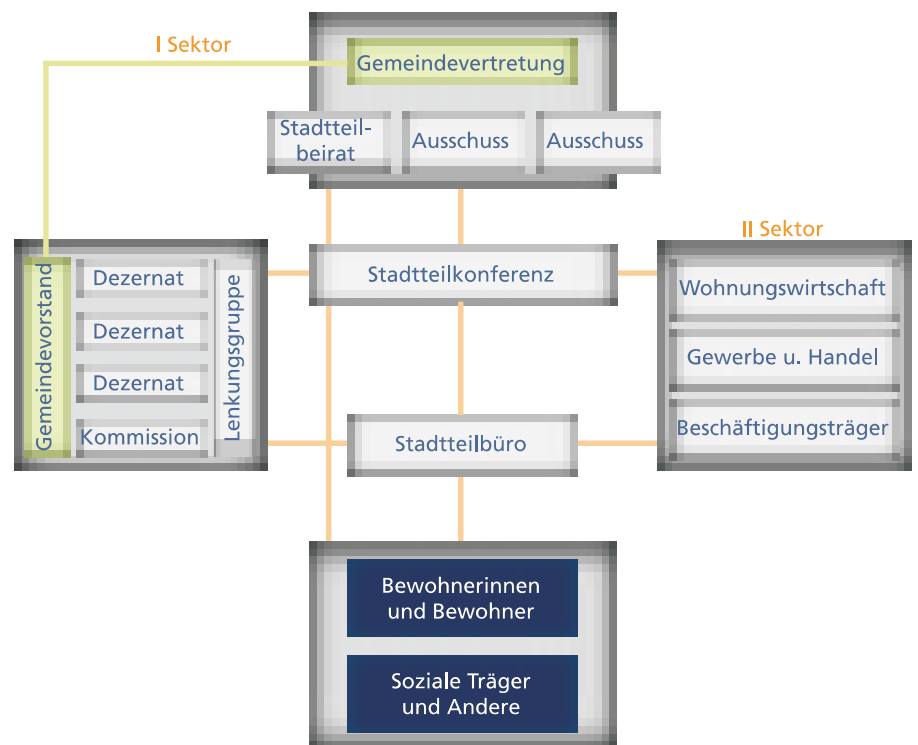 I Sektor
Gemeindevertretung
Stadtteil-
beirat
Ausschuss
Ausschuss
II Sektor
Gemeindevorstand
Dezernat
Dezernat
Dezernat
Kommission
Lenkungsgruppe
Stadtteilkonferenz
Wohnungswirtschaft
Gewerbe u. Handel
Beschäftigungsträger
Stadtteilbüro
Bewohnerinnen
und Bewohner
Soziale Träger
und Andere